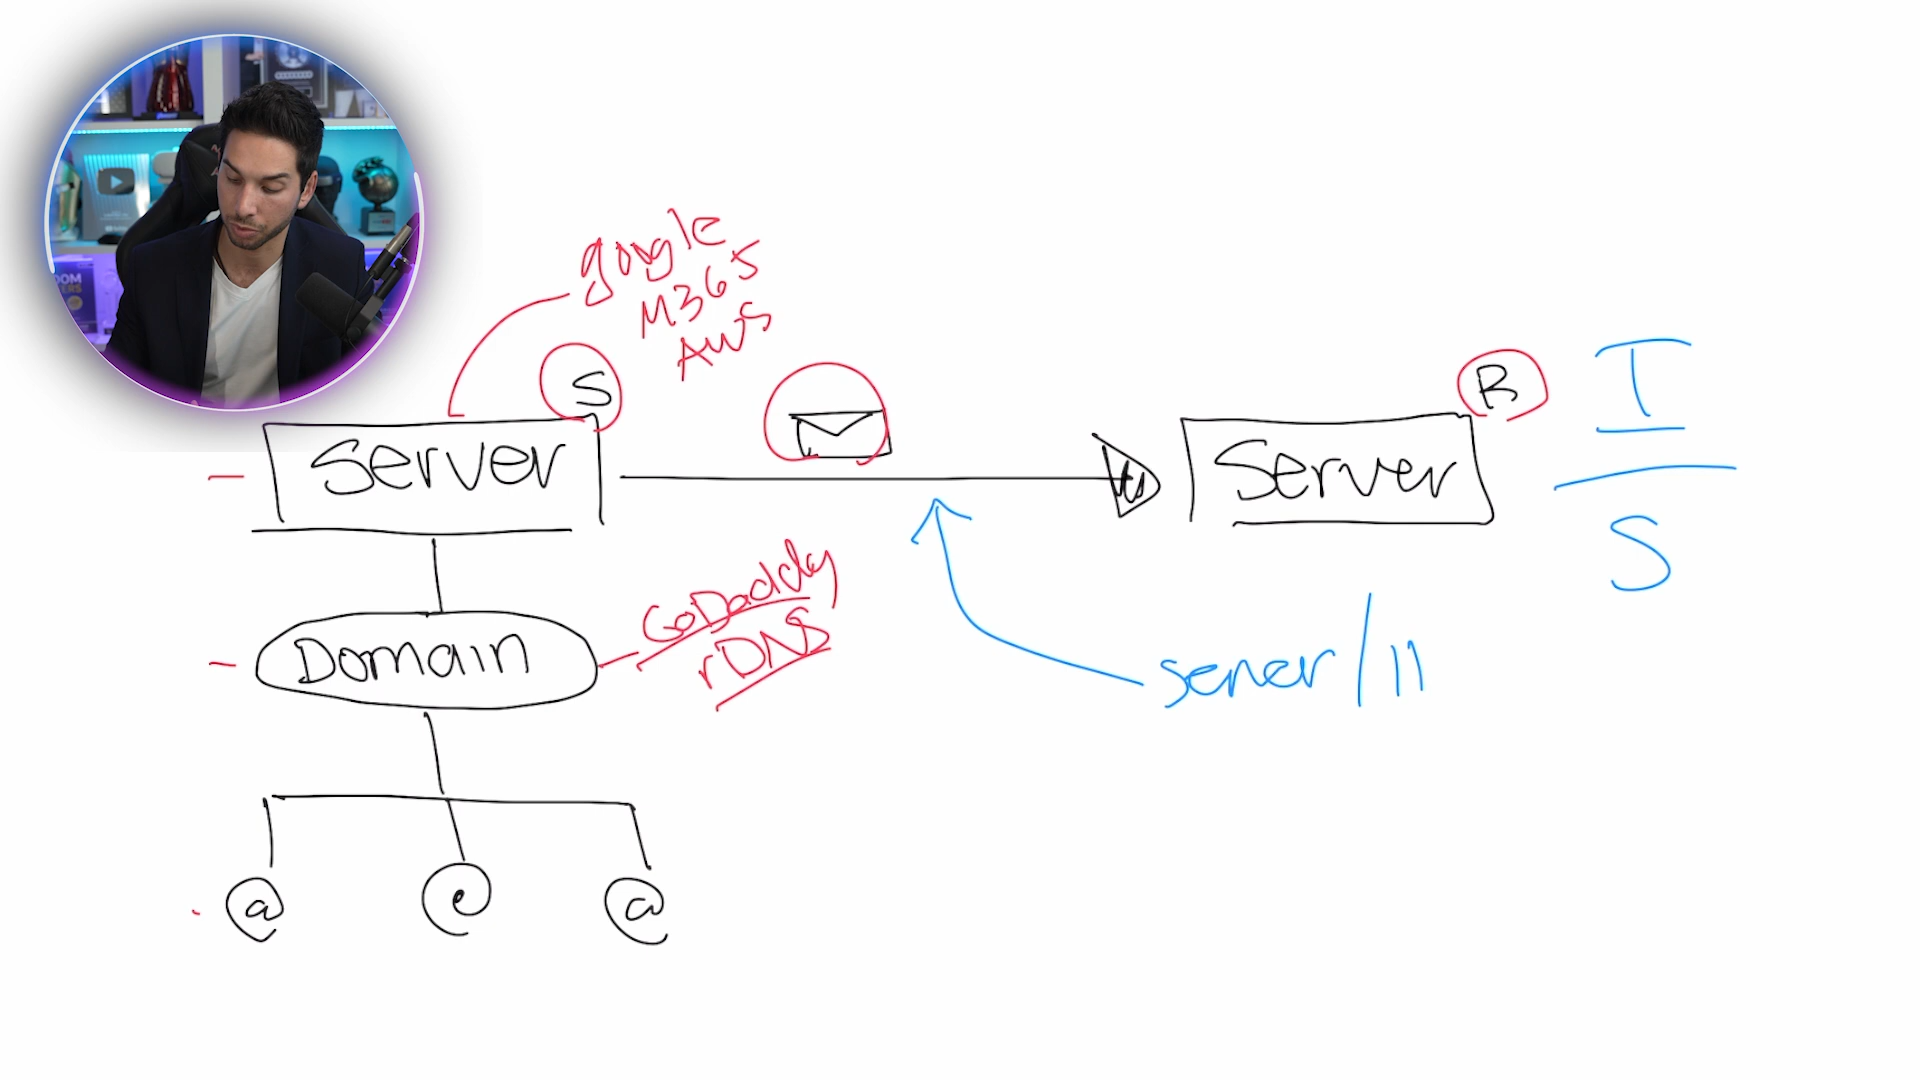 google
M365
AWS
S
Server
R
Server
I
S
GoDaddy
rDNS
Domain
server / 11
@
@
@